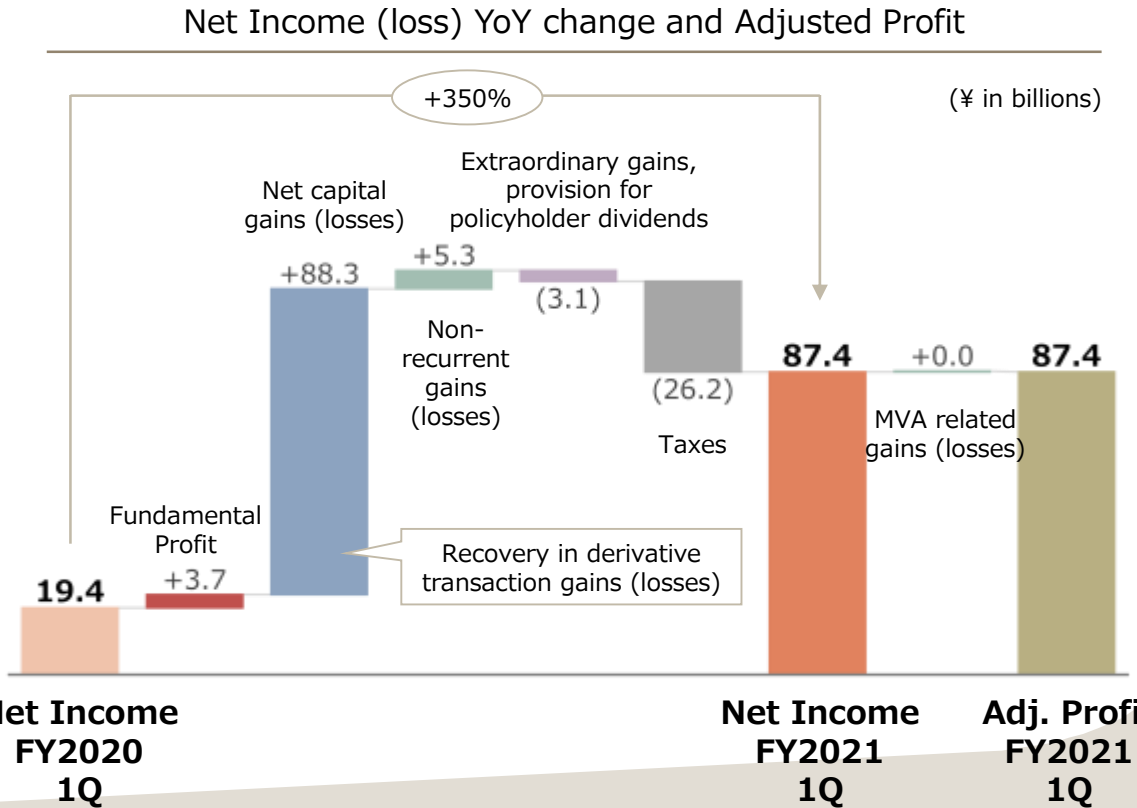 Net Income (loss) YoY change and Adjusted Profit
+350%
(¥ in billions)
Extraordinary gains,
provision for
policyholder dividends
Net capital
gains (losses)
+5.3
+88.3
(3.1)
Non-
recurrent
gains
(losses)
87.4
+0.0
87.4
(26.2)
MVA related
gains (losses)
Taxes
Fundamental
Profit
Recovery in derivative
transaction gains (losses)
+3.7
19.4
et Income
FY2020
1Q
Net Income
FY2021
1Q
Adj. Profi
FY2021
1Q